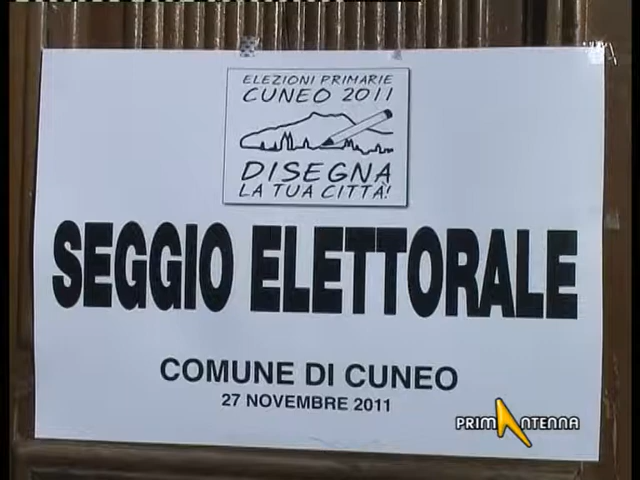 ELEZIONI PRIMARIE
CUNEO 2011
DISEGNA
LA TUA CITTÀ!
SEGGIO ELETTORALE
COMUNE DI CUNEO
27 NOVEMBRE 2011
PRIMANTENNA